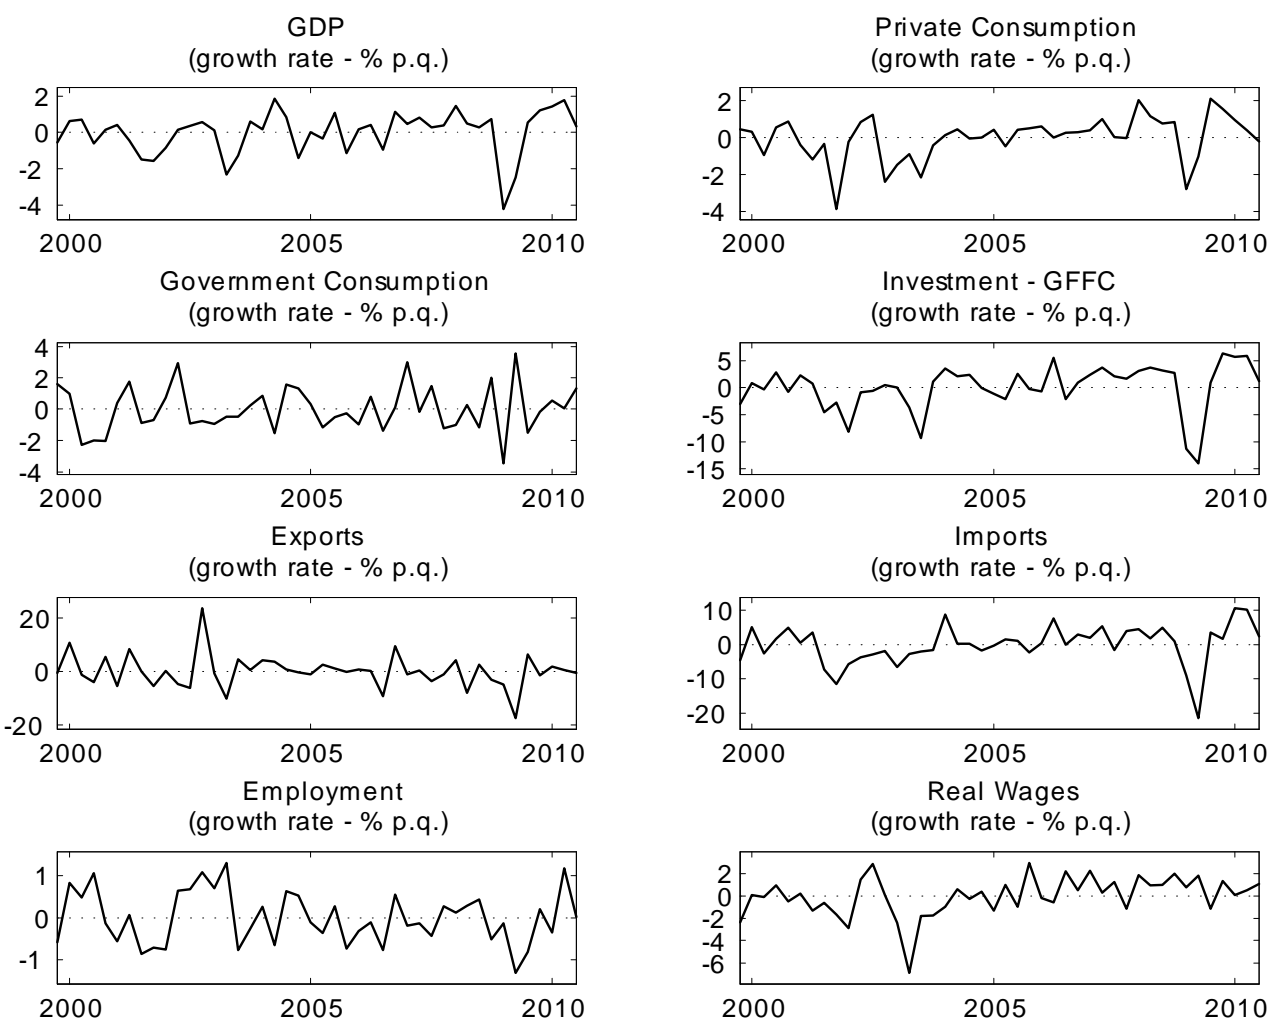 GDP
(growth rate - % p.q.)
2
0
-2
-4
2000 2005 2010
Private Consumption
(growth rate - % p.q.)
2
0
-2
-4
2000 2005 2010
Government Consumption
(growth rate - % p.q.)
4
2
0
-2
-4
2000 2005 2010
Investment - GFFC
(growth rate - % p.q.)
5
0
-5
-10
-15
2000 2005 2010
Exports
(growth rate - % p.q.)
20
0
-20
2000 2005 2010
Imports
(growth rate - % p.q.)
10
0
-10
-20
2000 2005 2010
Employment
(growth rate - % p.q.)
1
0
-1
2000 2005 2010
Real Wages
(growth rate - % p.q.)
2
0
-2
-4
-6
2000 2005 2010